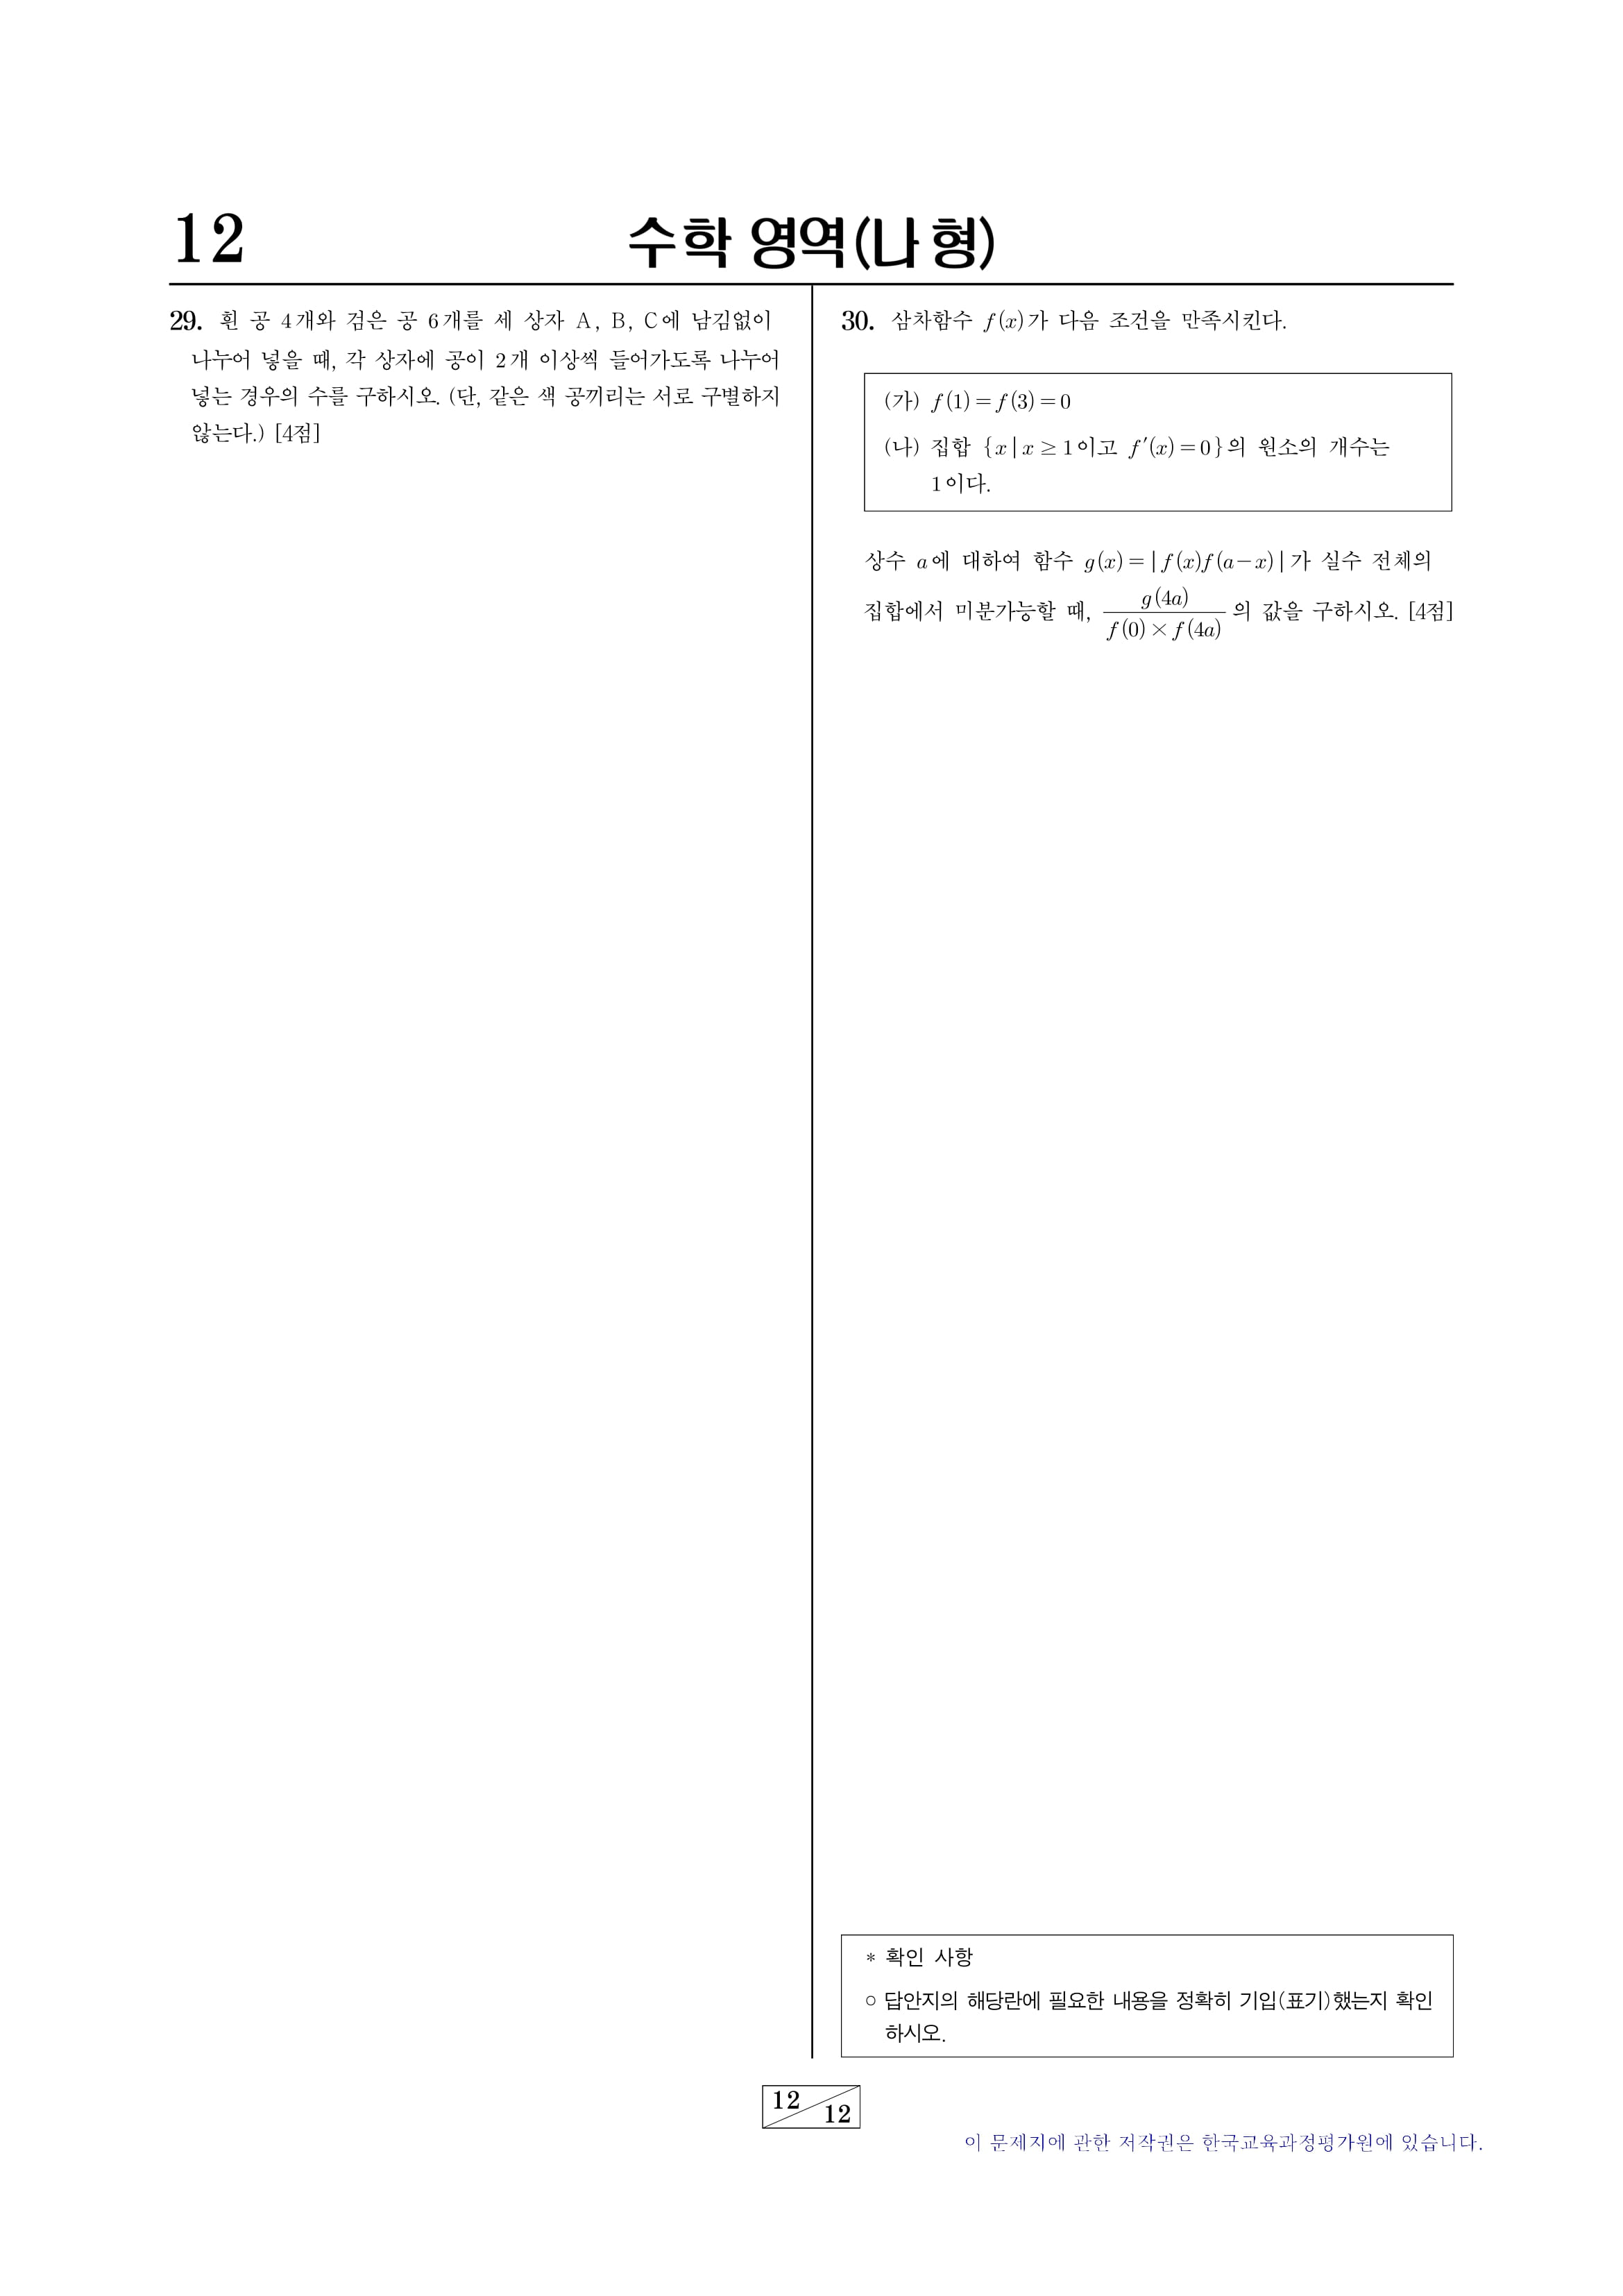 12
수학 영역(나형)
29. 흰 공 4개와 검은 공 6개를 세 상자 A, B, C에 남김없이
나누어 넣을 때, 각 상자에 공이 2개 이상씩 들어가도록 나누어
넣는 경우의 수를 구하시오. (단, 같은 색 공끼리는 서로 구별하지
않는다.) [4점]
30. 삼차함수 f(x)가 다음 조건을 만족시킨다.
(가) f(1)=f(3)=0
(나) 집합 {x | x ≥ 1이고 f′(x)=0}의 원소의 개수는
1이다.
상수 a에 대하여 함수 g(x)=|f(x)f(a-x)|가 실수 전체의
집합에서 미분가능할 때, g(4a) / f(0)×f(4a) 의 값을 구하시오. [4점]
* 확인 사항
○ 답안지의 해당란에 필요한 내용을 정확히 기입(표기)했는지 확인
하시오.
12 / 12
이 문제지에 관한 저작권은 한국교육과정평가원에 있습니다.